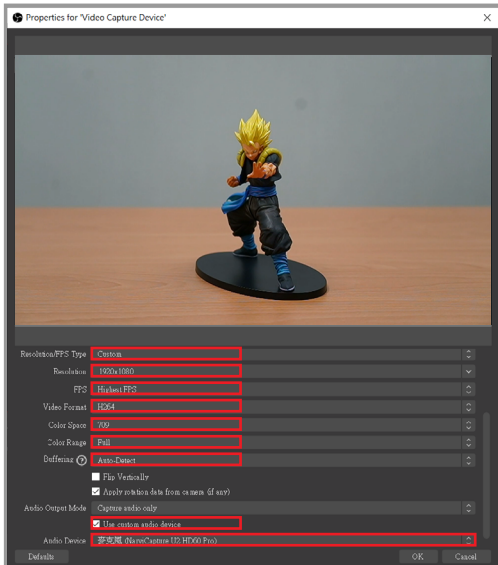 Properties for 'Video Capture Device'
Resolution/FPS Type Custom
Resolution 1920x1080
FPS Highest FPS
Video Format H264
Color Space 709
Color Range Full
Buffering ? Auto-Detect
Flip Vertically
Apply rotation data from camera (if any)
Audio Output Mode Capture audio only
Use custom audio device
Audio Device 麥克風 (NarviCapture U2 HD60 Pro)
Defaults OK Cancel